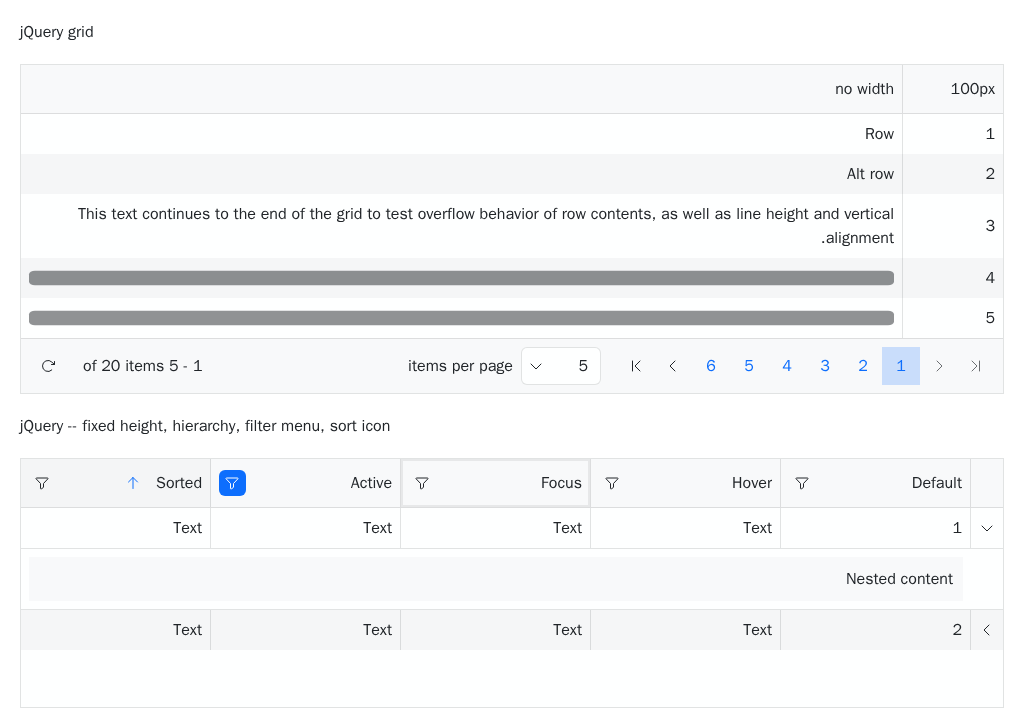 jQuery grid
no width 100px
Row 1
Alt row 2
This text continues to the end of the grid to test overflow behavior of row contents, as well as line height and vertical
.alignment
3
4
5
of 20 items 5 - 1 items per page 5 6 5 4 3 2 1
jQuery -- fixed height, hierarchy, filter menu, sort icon
Sorted Active Focus Hover Default
Text Text Text Text 1
Nested content
Text Text Text Text 2